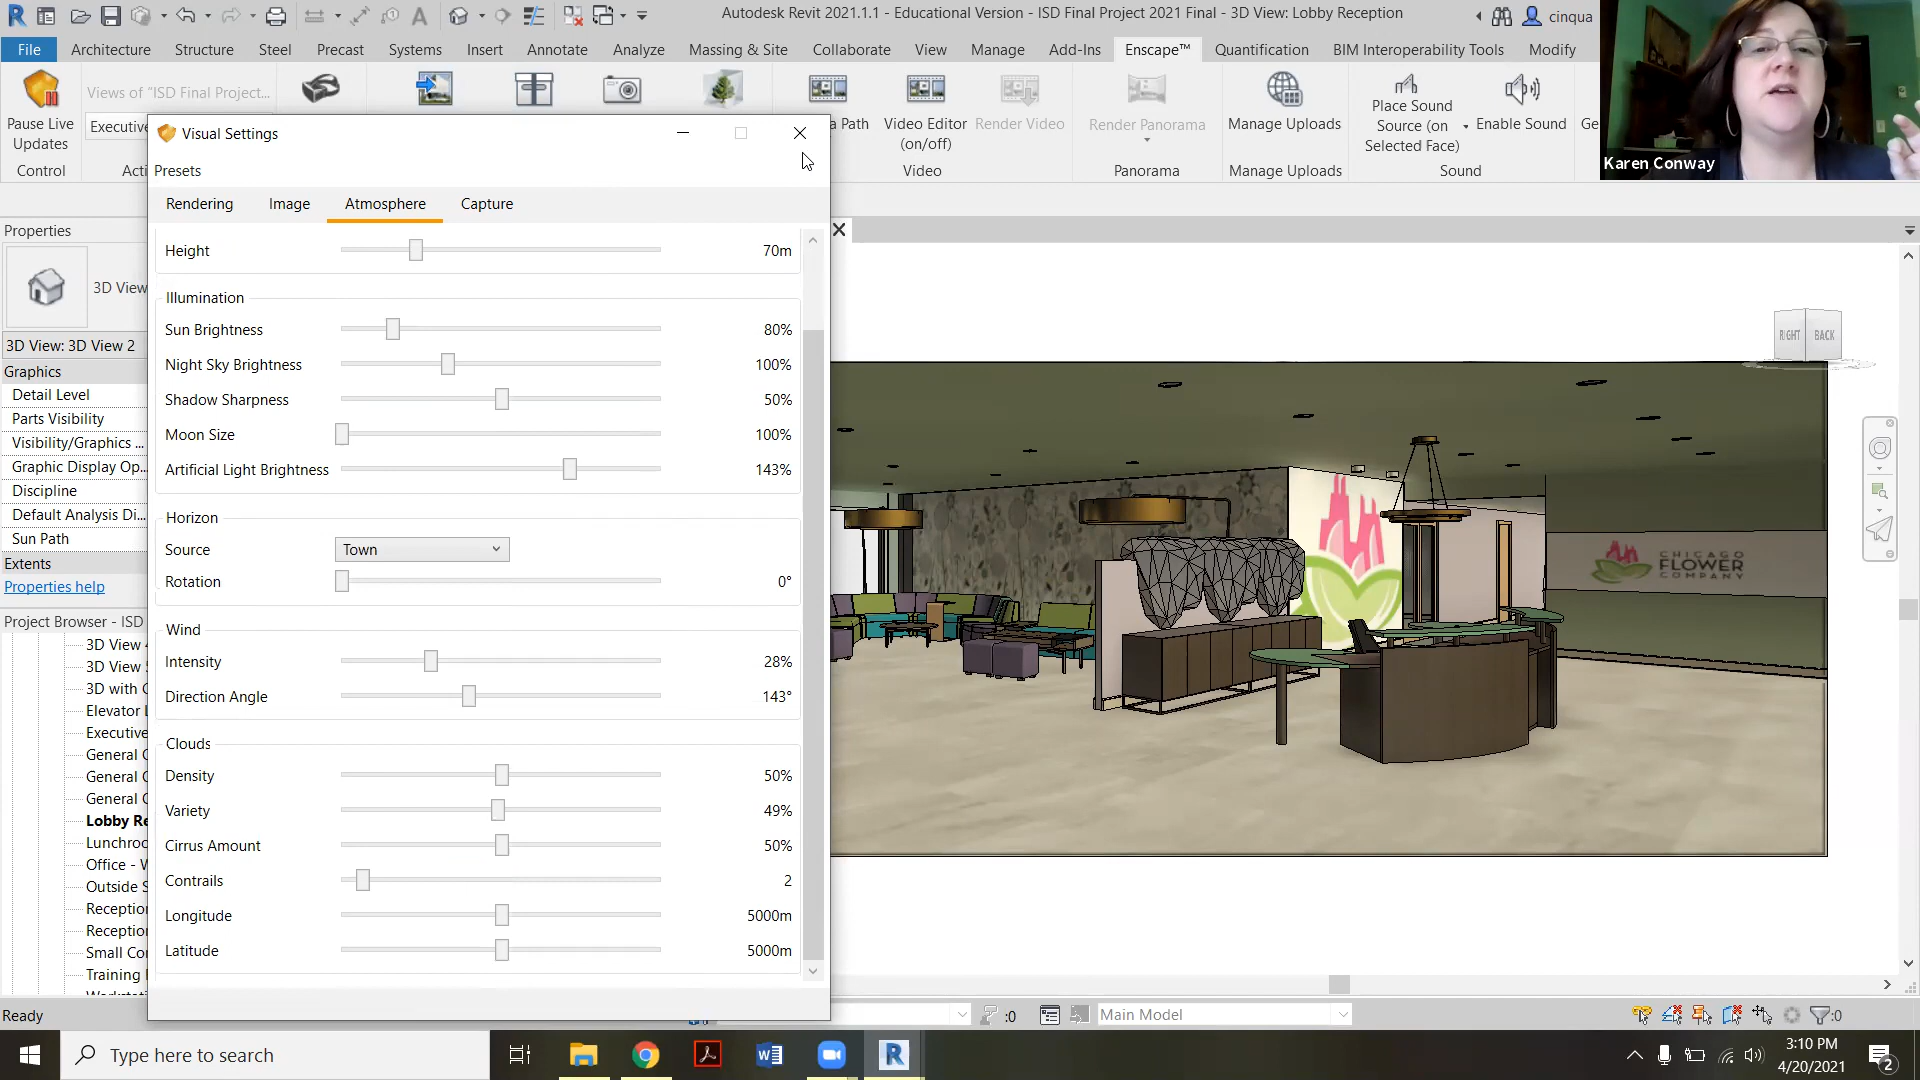 Autodesk Revit 2021.1.1 - Educational Version - ISD Final Project 2021 Final - 3D View: Lobby Reception
cinqua
File Architecture Structure Steel Precast Systems Insert Annotate Analyze Massing & Site Collaborate View Manage Add-Ins Enscape™ Quantification BIM Interoperability Tools Modify
Pause Live Updates
Control
Views of "ISD Final Project...
Executive
Video Editor (on/off)
Render Video
Video
Render Panorama
Panorama
Manage Uploads
Manage Uploads
Place Sound Source (on Selected Face)
Enable Sound
Sound
Karen Conway
Visual Settings
Presets
Rendering Image Atmosphere Capture
Height 70m
Illumination
Sun Brightness 80%
Night Sky Brightness 100%
Shadow Sharpness 50%
Moon Size 100%
Artificial Light Brightness 143%
Horizon
Source Town
Rotation 0°
Wind
Intensity 28%
Direction Angle 143°
Clouds
Density 50%
Variety 49%
Cirrus Amount 50%
Contrails 2
Longitude 5000m
Latitude 5000m
Properties
3D View
3D View: 3D View 2
Graphics
Detail Level
Parts Visibility
Visibility/Graphics ...
Graphic Display Op...
Discipline
Default Analysis Di...
Sun Path
Extents
Properties help
Project Browser - ISD
3D View
3D View
3D with
Elevator
Executive
General
General
General
Lobby Re
Lunchroo
Office -
Outside S
Reception
Reception
Small Co
Training
RIGHT BACK
CHICAGO
FLOWER
COMPANY
Ready
:0
Main Model
:0
Type here to search
3:10 PM
4/20/2021
2